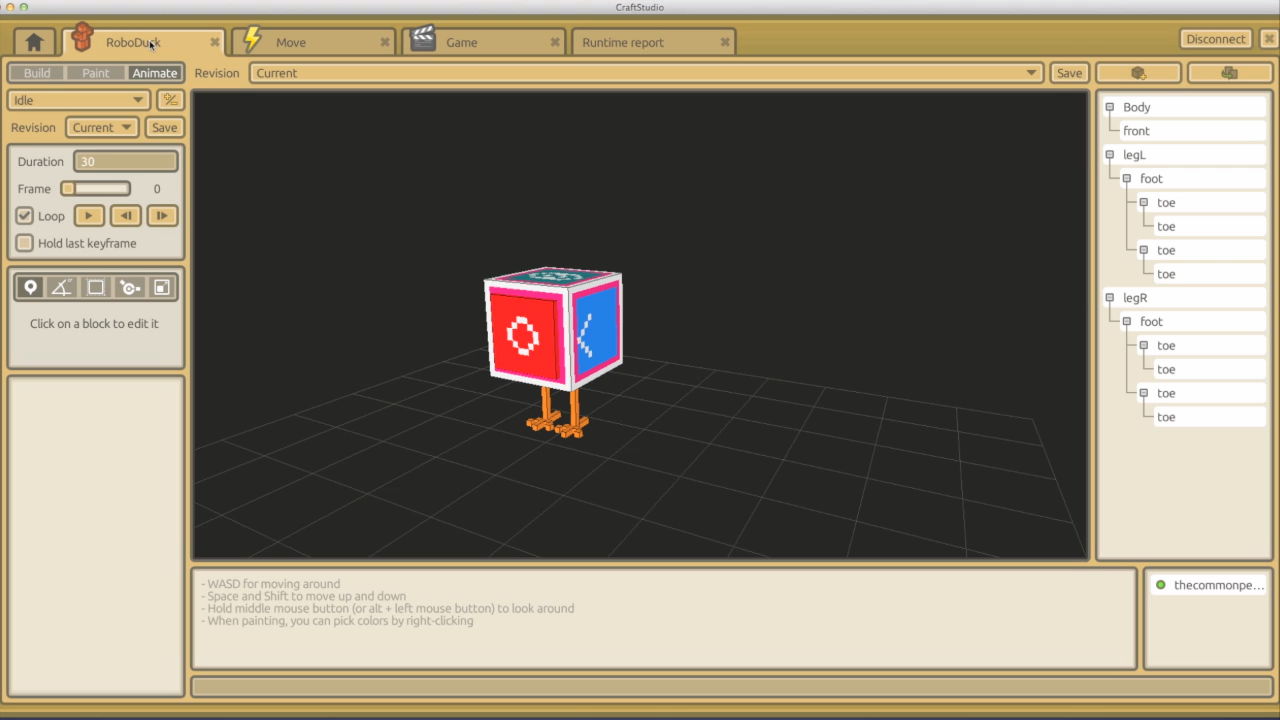 CraftStudio
RoboDuck
Move
Game
Runtime report
Disconnect
Build
Paint
Animate
Revision
Current
Save
Idle
Revision
Current
Save
Duration
30
Frame
0
Loop
Hold last keyframe
Click on a block to edit it
Body
front
legL
foot
toe
toe
toe
toe
legR
foot
toe
toe
toe
toe
- WASD for moving around
- Space and Shift to move up and down
- Hold middle mouse button (or alt + left mouse button) to look around
- When painting, you can pick colors by right-clicking
thecommonpe...